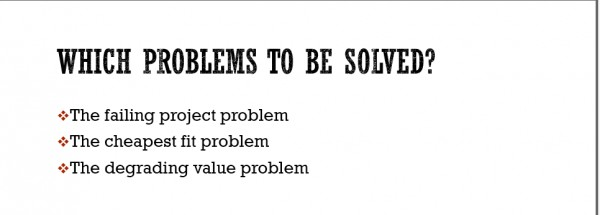 WHICH PROBLEMS TO BE SOLVED?
❖The failing project problem
❖The cheapest fit problem
❖The degrading value problem